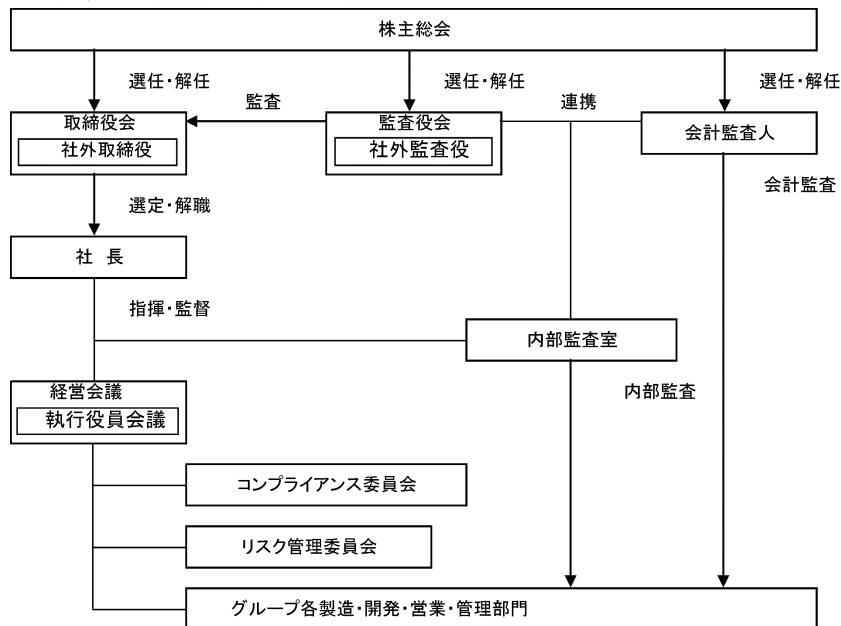 株主総会
選任・解任
選任・解任
選任・解任
監査
連携
取締役会
監査役会
会計監査人
社外取締役
社外監査役
会計監査
選定・解職
社 長
指揮・監督
内部監査室
経営会議
内部監査
執行役員会議
コンプライアンス委員会
リスク管理委員会
グループ各製造・開発・営業・管理部門